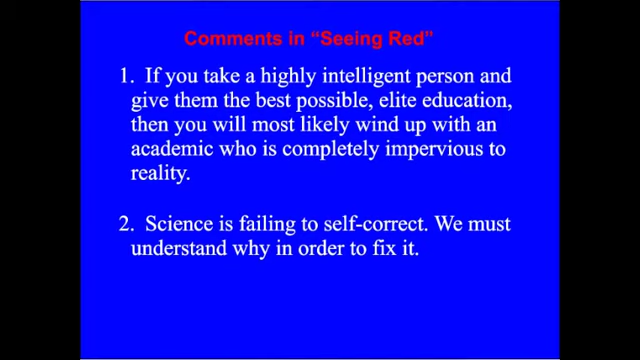 Comments in “Seeing Red”
1. If you take a highly intelligent person and
give them the best possible, elite education,
then you will most likely wind up with an
academic who is completely impervious to
reality.
2. Science is failing to self-correct. We must
understand why in order to fix it.